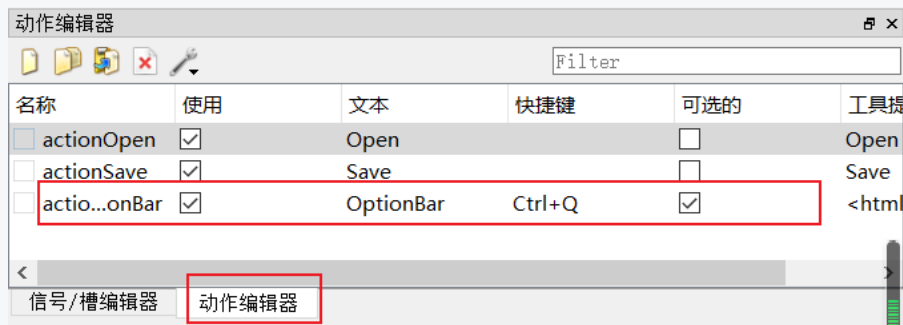 动作编辑器
Filter
名称 使用 文本 快捷键 可选的 工具提
actionOpen Open Open
actionSave Save Save
actio...onBar OptionBar Ctrl+Q <html
信号/槽编辑器 动作编辑器